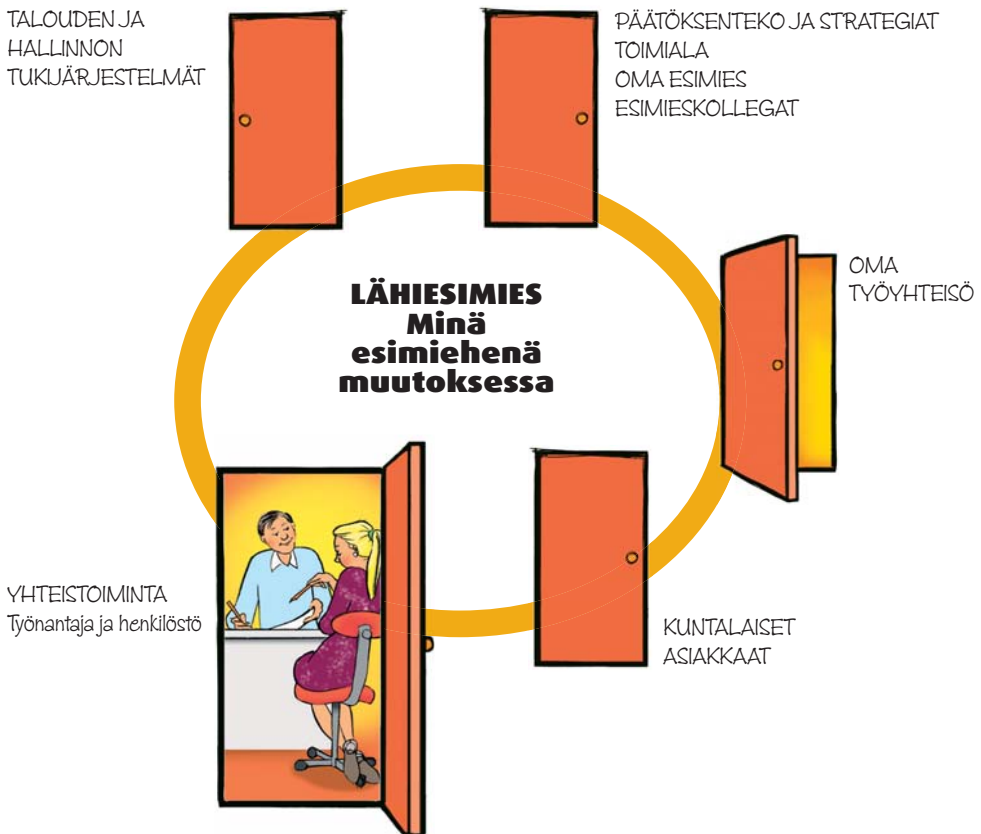 TALOUDEN JA
HALLINNON
TUKIJÄRJESTELMÄT
PÄÄTÖKSENTEKO JA STRATEGIAT
TOIMIALA
OMA ESIMIES
ESIMIESKOLLEGAT
OMA
TYÖYHTEISÖ
LÄHIESIMIES
Minä
esimiehenä
muutoksessa
YHTEISTOIMINTA
Työnantaja ja henkilöstö
KUNTALAISET
ASIAKKAAT